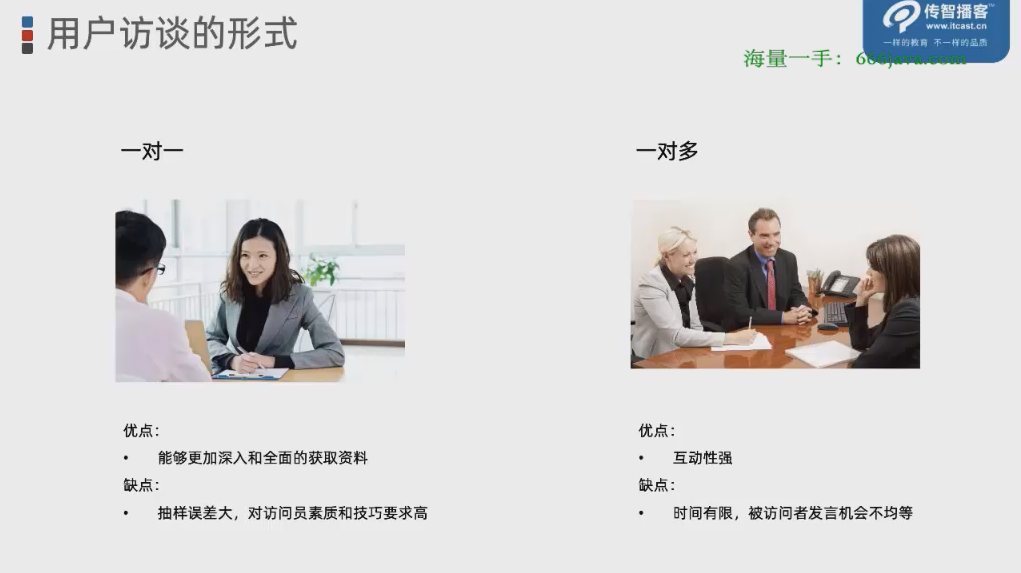 用户访谈的形式
传智播客
www.itcast.cn
一样的教育 不一样的品质
海量一手：666java.com
一对一
一对多
优点：
• 能够更加深入和全面的获取资料
缺点：
• 抽样误差大，对访问员素质和技巧要求高
优点：
• 互动性强
缺点：
• 时间有限，被访问者发言机会不均等